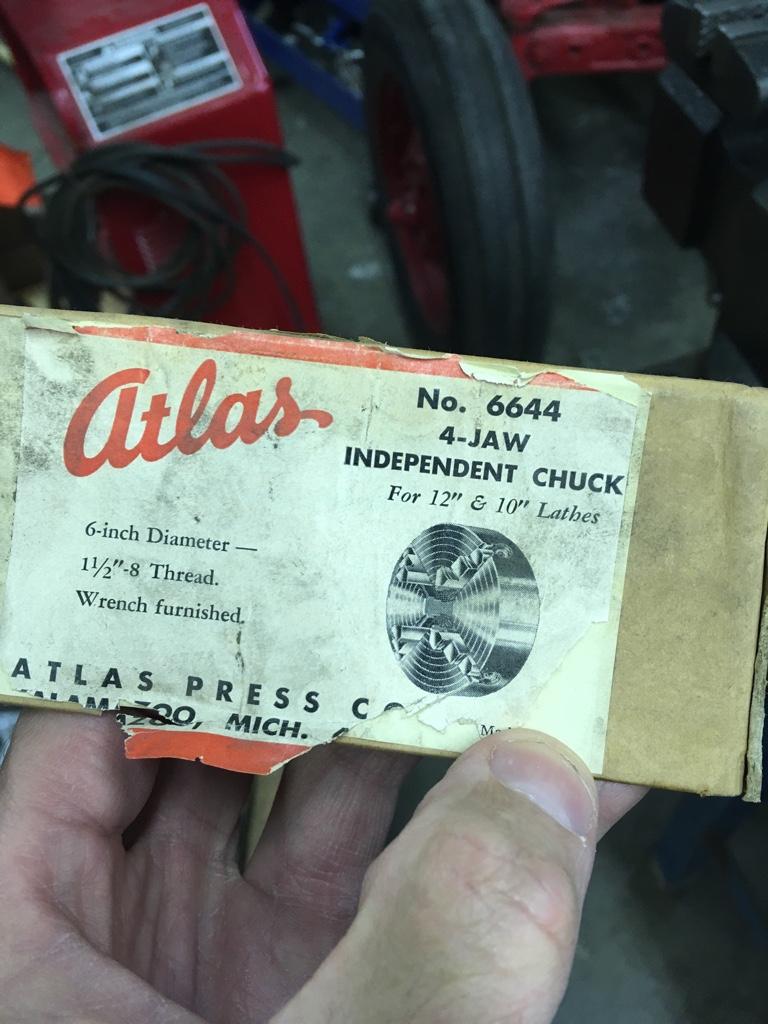 Atlas
No. 6644
4-JAW
INDEPENDENT CHUCK
For 12" & 10" Lathes
6-inch Diameter —
1½"-8 Thread.
Wrench furnished.
ATLAS PRESS CO
KALAMAZOO, MICH.